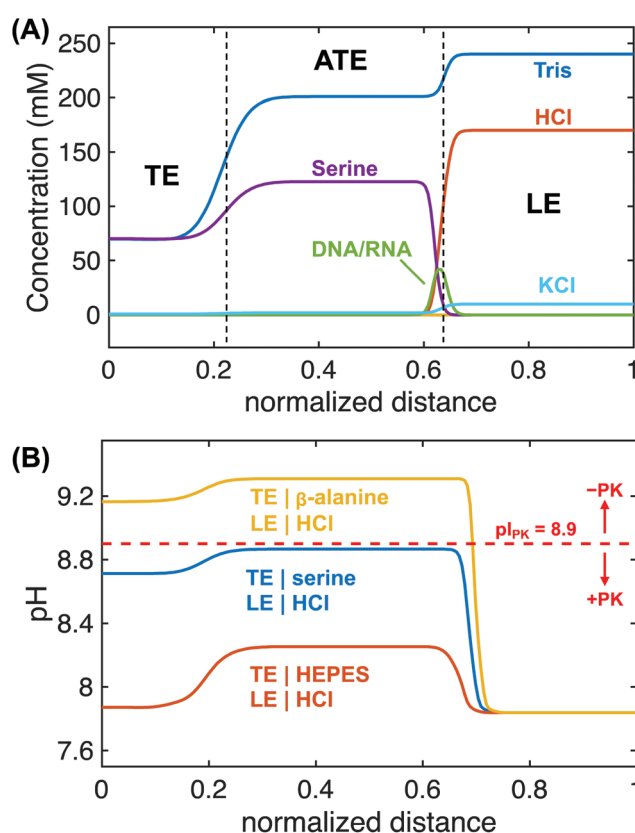 (A)
250
200
150
100
50
0
Concentration (mM)
TE
ATE
LE
Tris
HCl
Serine
DNA/RNA
KCl
0
0.2
0.4
0.6
0.8
1
normalized distance
(B)
9.2
8.8
8.4
8
7.6
pH
TE | β-alanine
LE | HCl
−PK
pIPK = 8.9
TE | serine
LE | HCl
+PK
TE | HEPES
LE | HCl
0
0.2
0.4
0.6
0.8
1
normalized distance